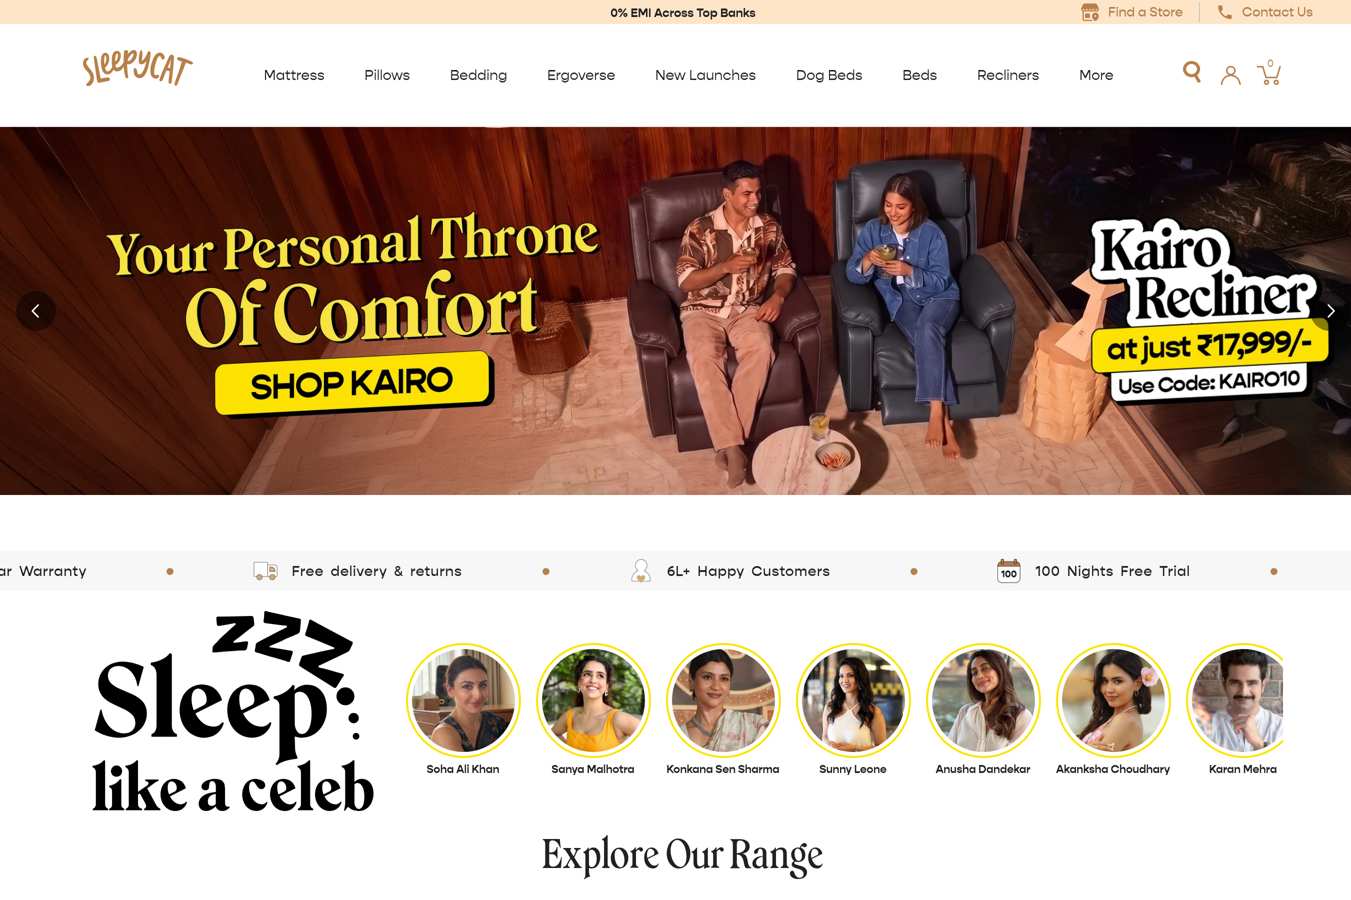 0% EMI Across Top Banks
Find a Store
Contact Us
SLEEPYCAT
Mattress
Pillows
Bedding
Ergoverse
New Launches
Dog Beds
Beds
Recliners
More
0
Your Personal Throne
Of Comfort
SHOP KAIRO
Kairo
Recliner
at just ₹17,999/-
Use Code: KAIRO10
ar Warranty
Free delivery & returns
6L+ Happy Customers
100
100 Nights Free Trial
zzz
Sleep
like a celeb
Soha Ali Khan
Sanya Malhotra
Konkana Sen Sharma
Sunny Leone
Anusha Dandekar
Akanksha Choudhary
Karan Mehra
Explore Our Range